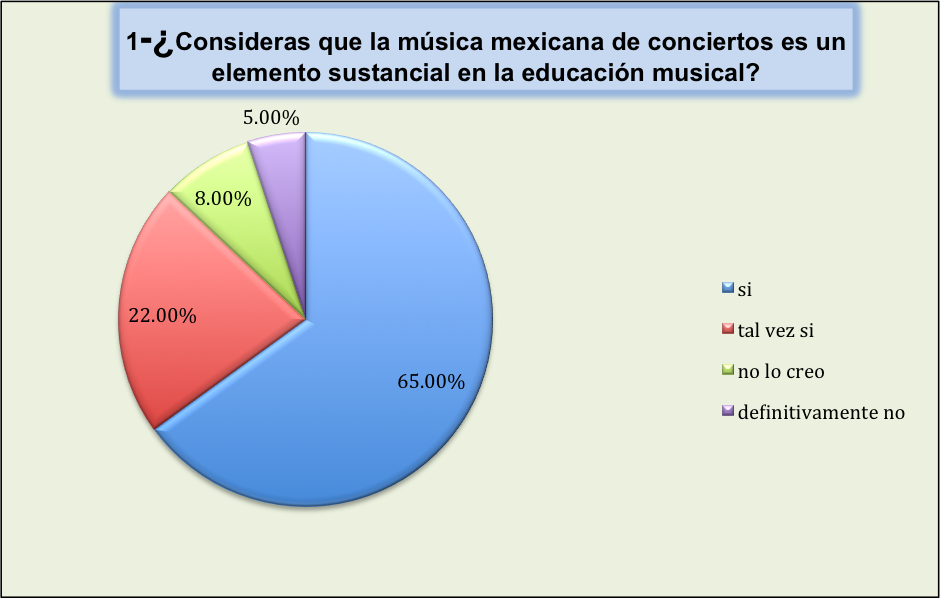 1-¿Consideras que la música mexicana de conciertos es un
elemento sustancial en la educación musical?
5.00%
8.00%
22.00%
65.00%
si
tal vez si
no lo creo
definitivamente no